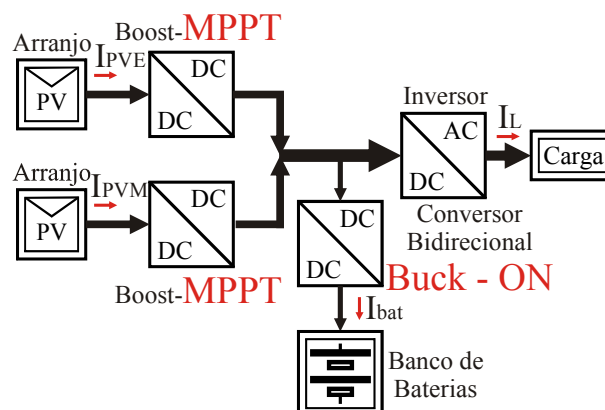 Boost-MPPT
Arranjo
IPVE
PV
DC
DC
Arranjo
IPVM
PV
DC
DC
Boost-MPPT
Inversor
AC
DC
IL
Carga
Conversor
Bidirecional
DC
DC
Buck - ON
Ibat
Banco de
Baterias